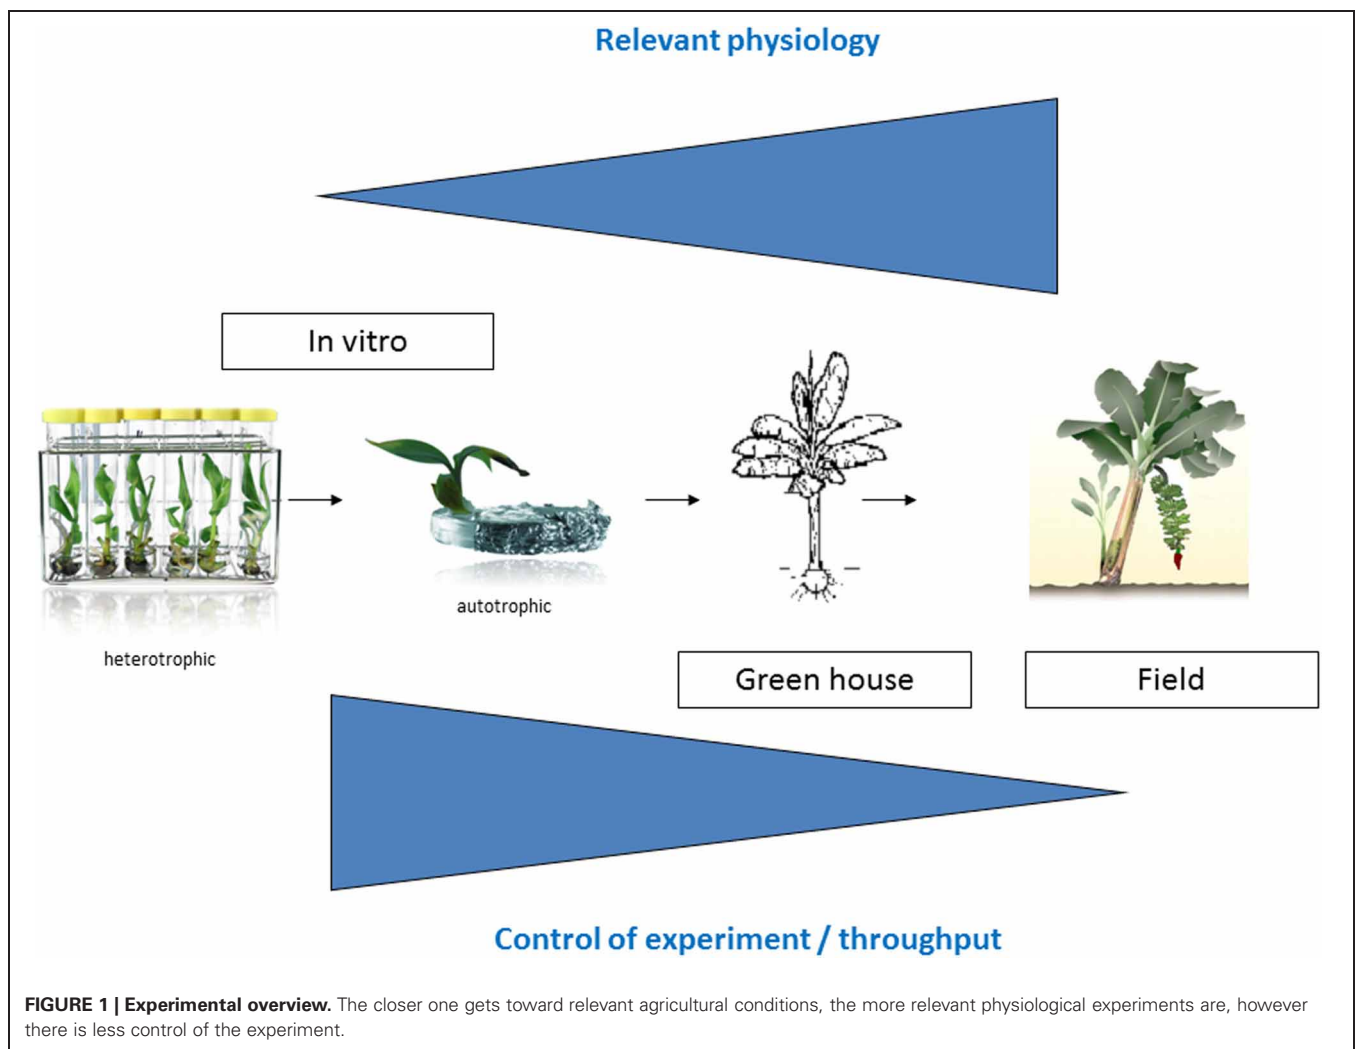 Relevant physiology
In vitro
autotrophic
heterotrophic
Green house
Field
Control of experiment / throughput
FIGURE 1 | Experimental overview. The closer one gets toward relevant agricultural conditions, the more relevant physiological experiments are, however
there is less control of the experiment.